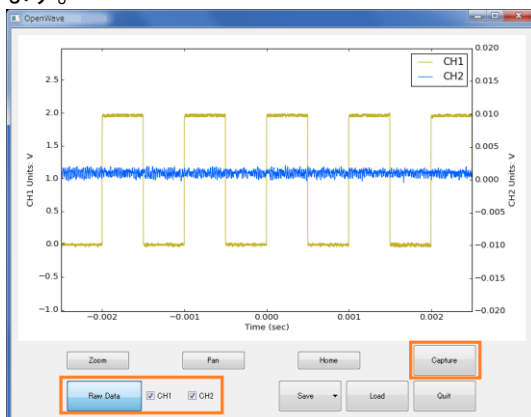 ます。
OpenWave
CH1
CH2
CH1 Units: V
2.5
2.0
1.5
1.0
0.5
0.0
−0.5
−1.0
0.020
0.015
0.010
0.005
0.000
−0.005
−0.010
−0.015
−0.020
CH2 Units: V
−0.002 −0.001 0.000 0.001 0.002
Time (sec)
Zoom Pan Home Capture
Raw Data CH1 CH2 Save Load Quit